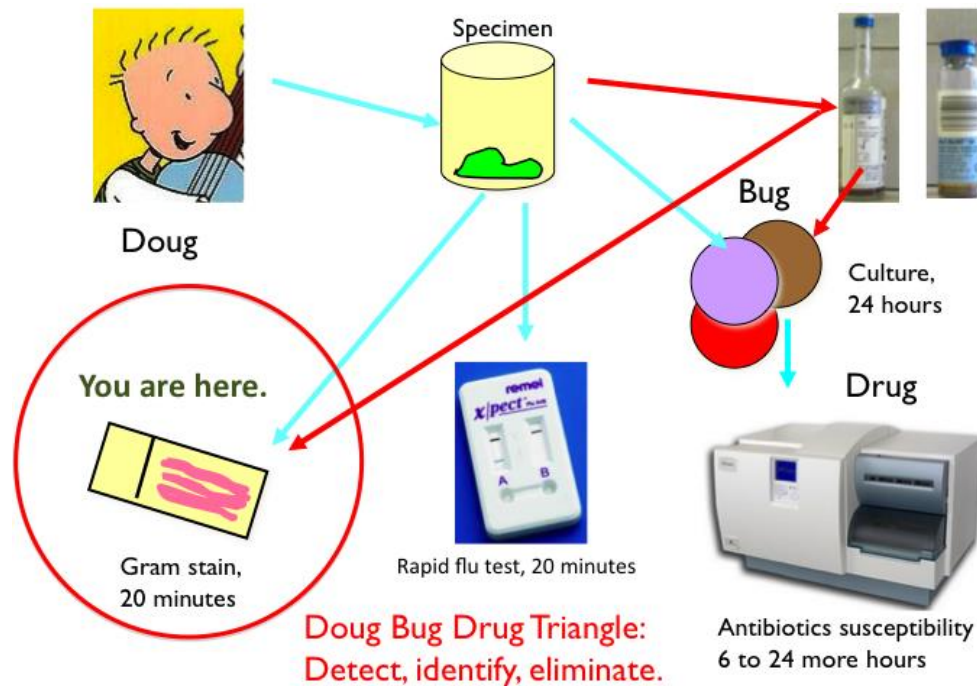 Specimen
Doug
Bug
Culture,
24 hours
You are here.
Drug
remel
x/pect
A B
Gram stain,
20 minutes
Rapid flu test, 20 minutes
Doug Bug Drug Triangle:
Detect, identify, eliminate.
Antibiotics susceptibility
6 to 24 more hours